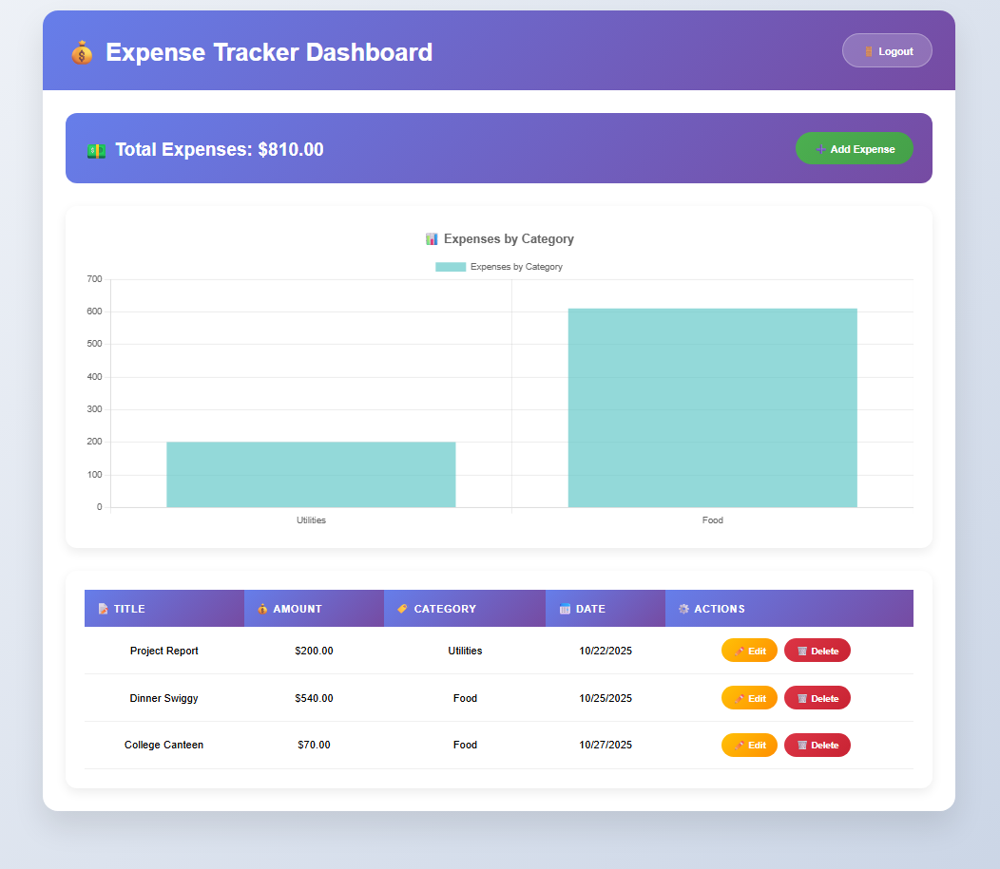 Expense Tracker Dashboard
Logout
Total Expenses: $810.00
Add Expense
Expenses by Category
Expenses by Category
700
600
500
400
300
200
100
0
Utilities Food
TITLE AMOUNT CATEGORY DATE ACTIONS
Project Report $200.00 Utilities 10/22/2025 Edit Delete
Dinner Swiggy $540.00 Food 10/25/2025 Edit Delete
College Canteen $70.00 Food 10/27/2025 Edit Delete